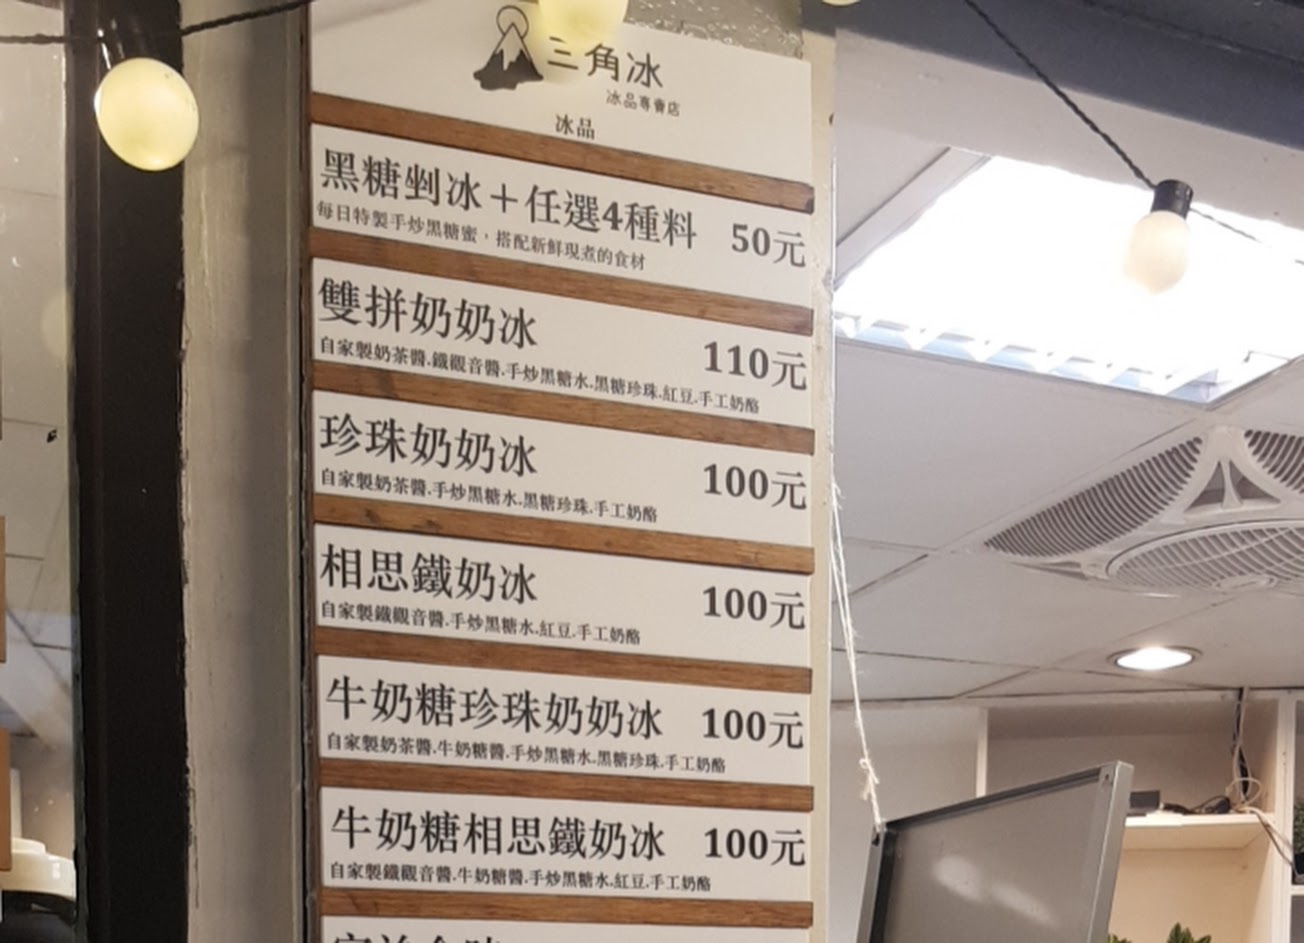 三角冰
冰品專賣店
冰品
黑糖剉冰+任選4種料 50元
每日特製手炒黑糖蜜,搭配新鮮現煮的食材
雙拼奶奶冰 110元
自家製奶茶醬.鐵觀音醬.手炒黑糖水.黑糖珍珠.紅豆.手工奶酪
珍珠奶奶冰 100元
自家製奶茶醬.手炒黑糖水.黑糖珍珠.手工奶酪
相思鐵奶冰 100元
自家製鐵觀音醬.手炒黑糖水.紅豆.手工奶酪
牛奶糖珍珠奶奶冰 100元
自家製奶茶醬.牛奶糖醬.手炒黑糖水.黑糖珍珠.手工奶酪
牛奶糖相思鐵奶冰 100元
自家製鐵觀音醬.牛奶糖醬.手炒黑糖水.紅豆.手工奶酪